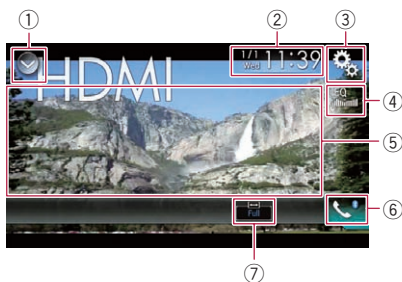 ① ② ③
1/1 Wed 11:39
HDMI
EQ
④
⑤
Full
⑥
⑦